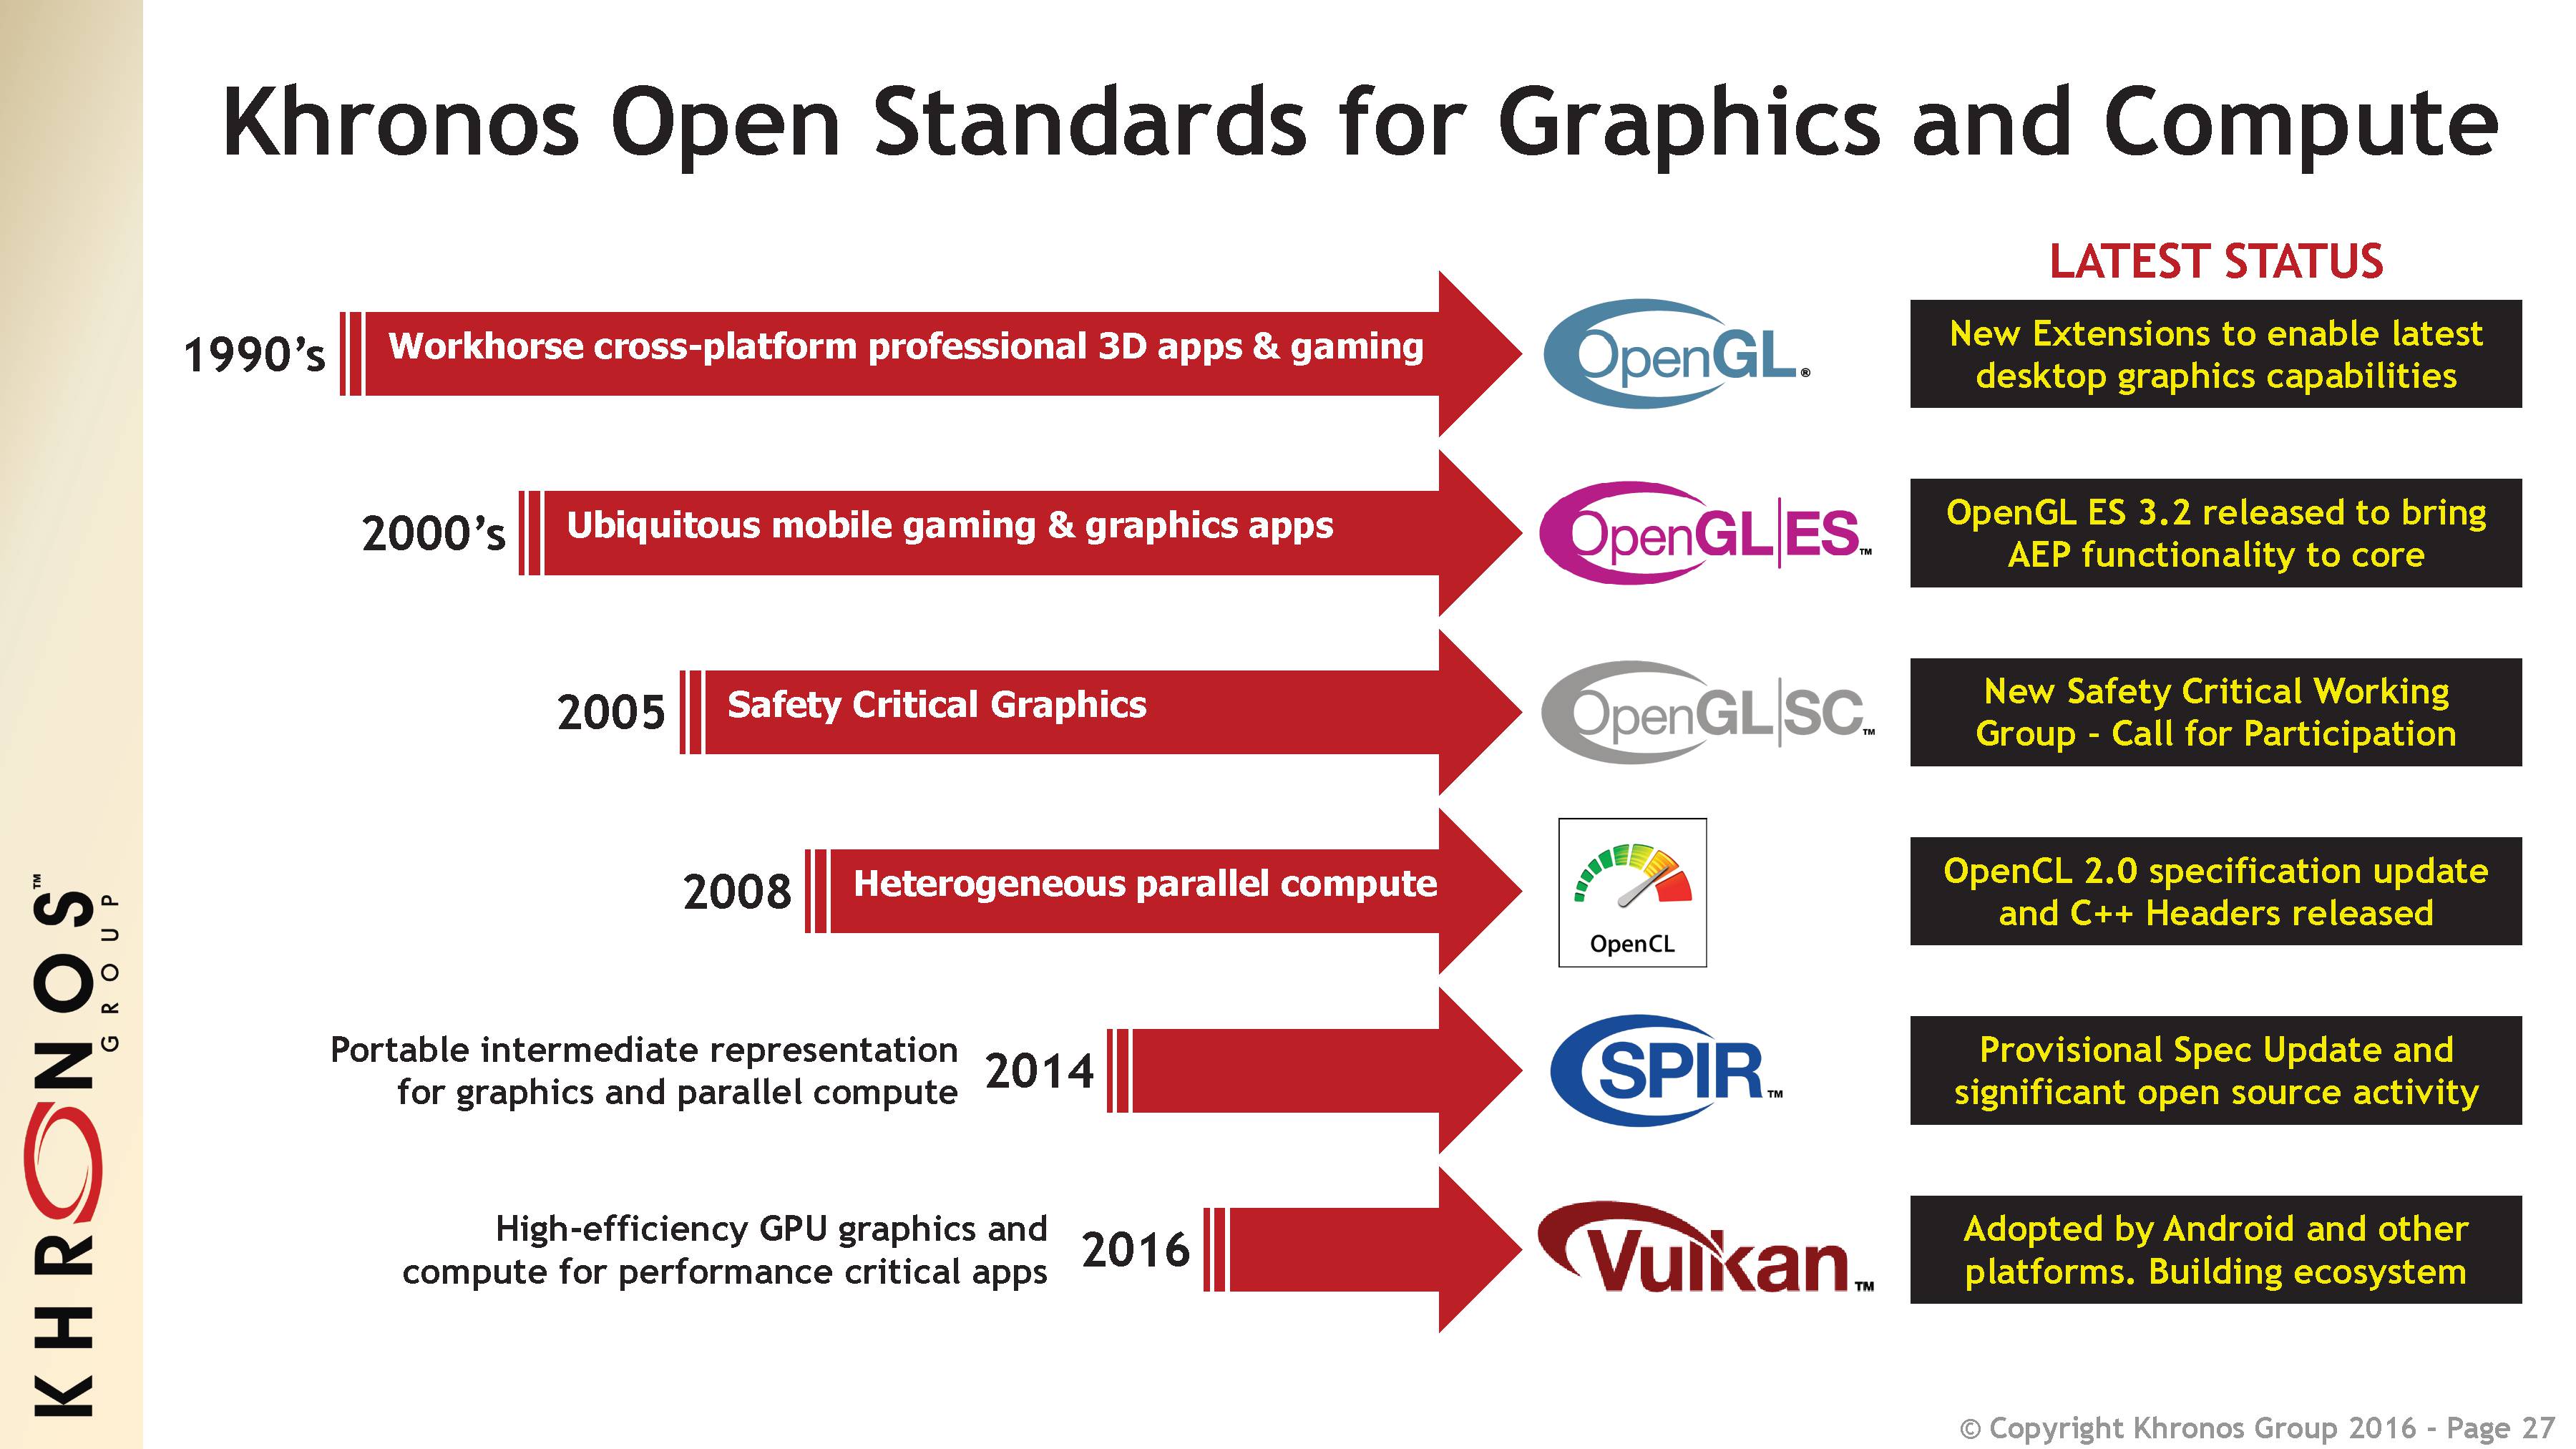 Khronos Open Standards for Graphics and Compute
LATEST STATUS
1990’s
Workhorse cross-platform professional 3D apps & gaming
OpenGL®
New Extensions to enable latest
desktop graphics capabilities
2000’s
Ubiquitous mobile gaming & graphics apps
OpenGL|ES™
OpenGL ES 3.2 released to bring
AEP functionality to core
2005
Safety Critical Graphics
OpenGL|SC™
New Safety Critical Working
Group - Call for Participation
2008
Heterogeneous parallel compute
OpenCL
OpenCL 2.0 specification update
and C++ Headers released
Portable intermediate representation
for graphics and parallel compute
2014
SPIR™
Provisional Spec Update and
significant open source activity
High-efficiency GPU graphics and
compute for performance critical apps
2016
Vulkan™
Adopted by Android and other
platforms. Building ecosystem
KHRONOS™
GROUP
© Copyright Khronos Group 2016 - Page 27